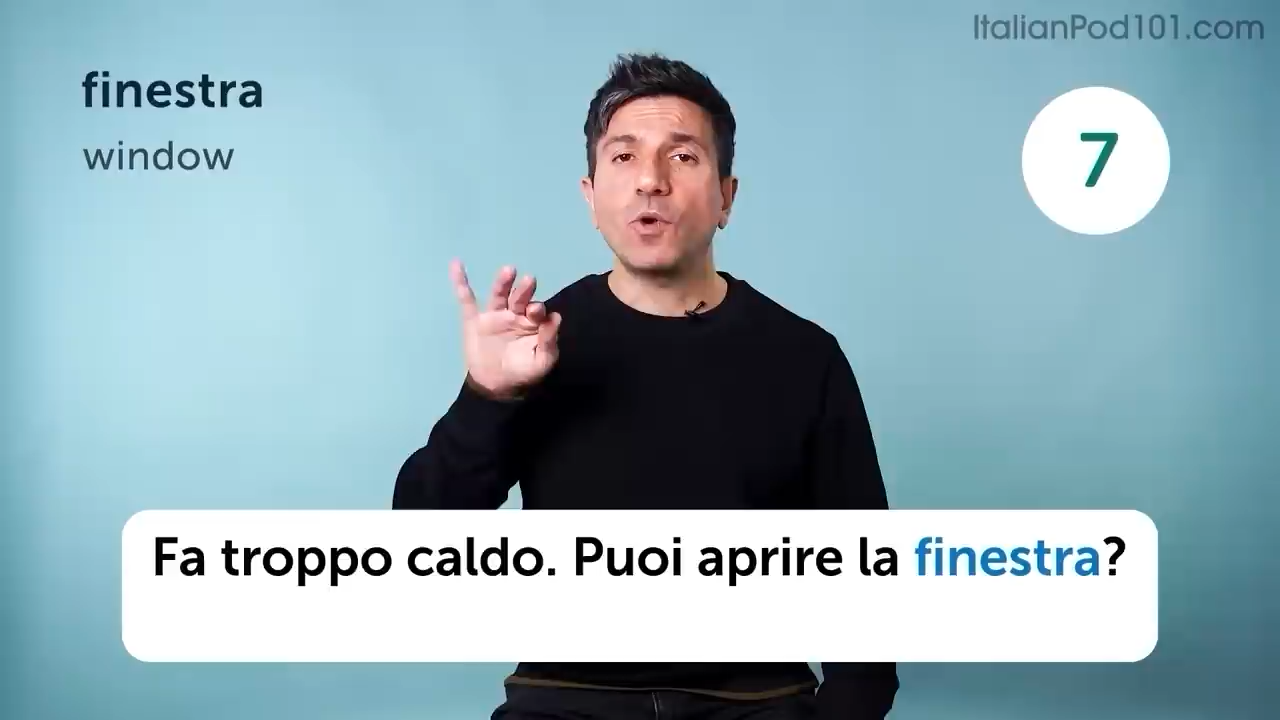 ItalianPod101.com
finestra
window
7
Fa troppo caldo. Puoi aprire la finestra?